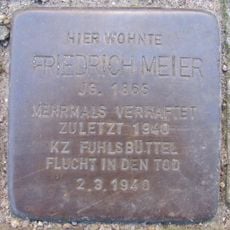 HIER WOHNTE
FRIEDRICH MEIER
JG. 1866
MEHRMALS VERHAFTET
ZULETZT 1940
KZ FUHLSBÜTTEL
FLUCHT IN DEN TOD
2.3.1940